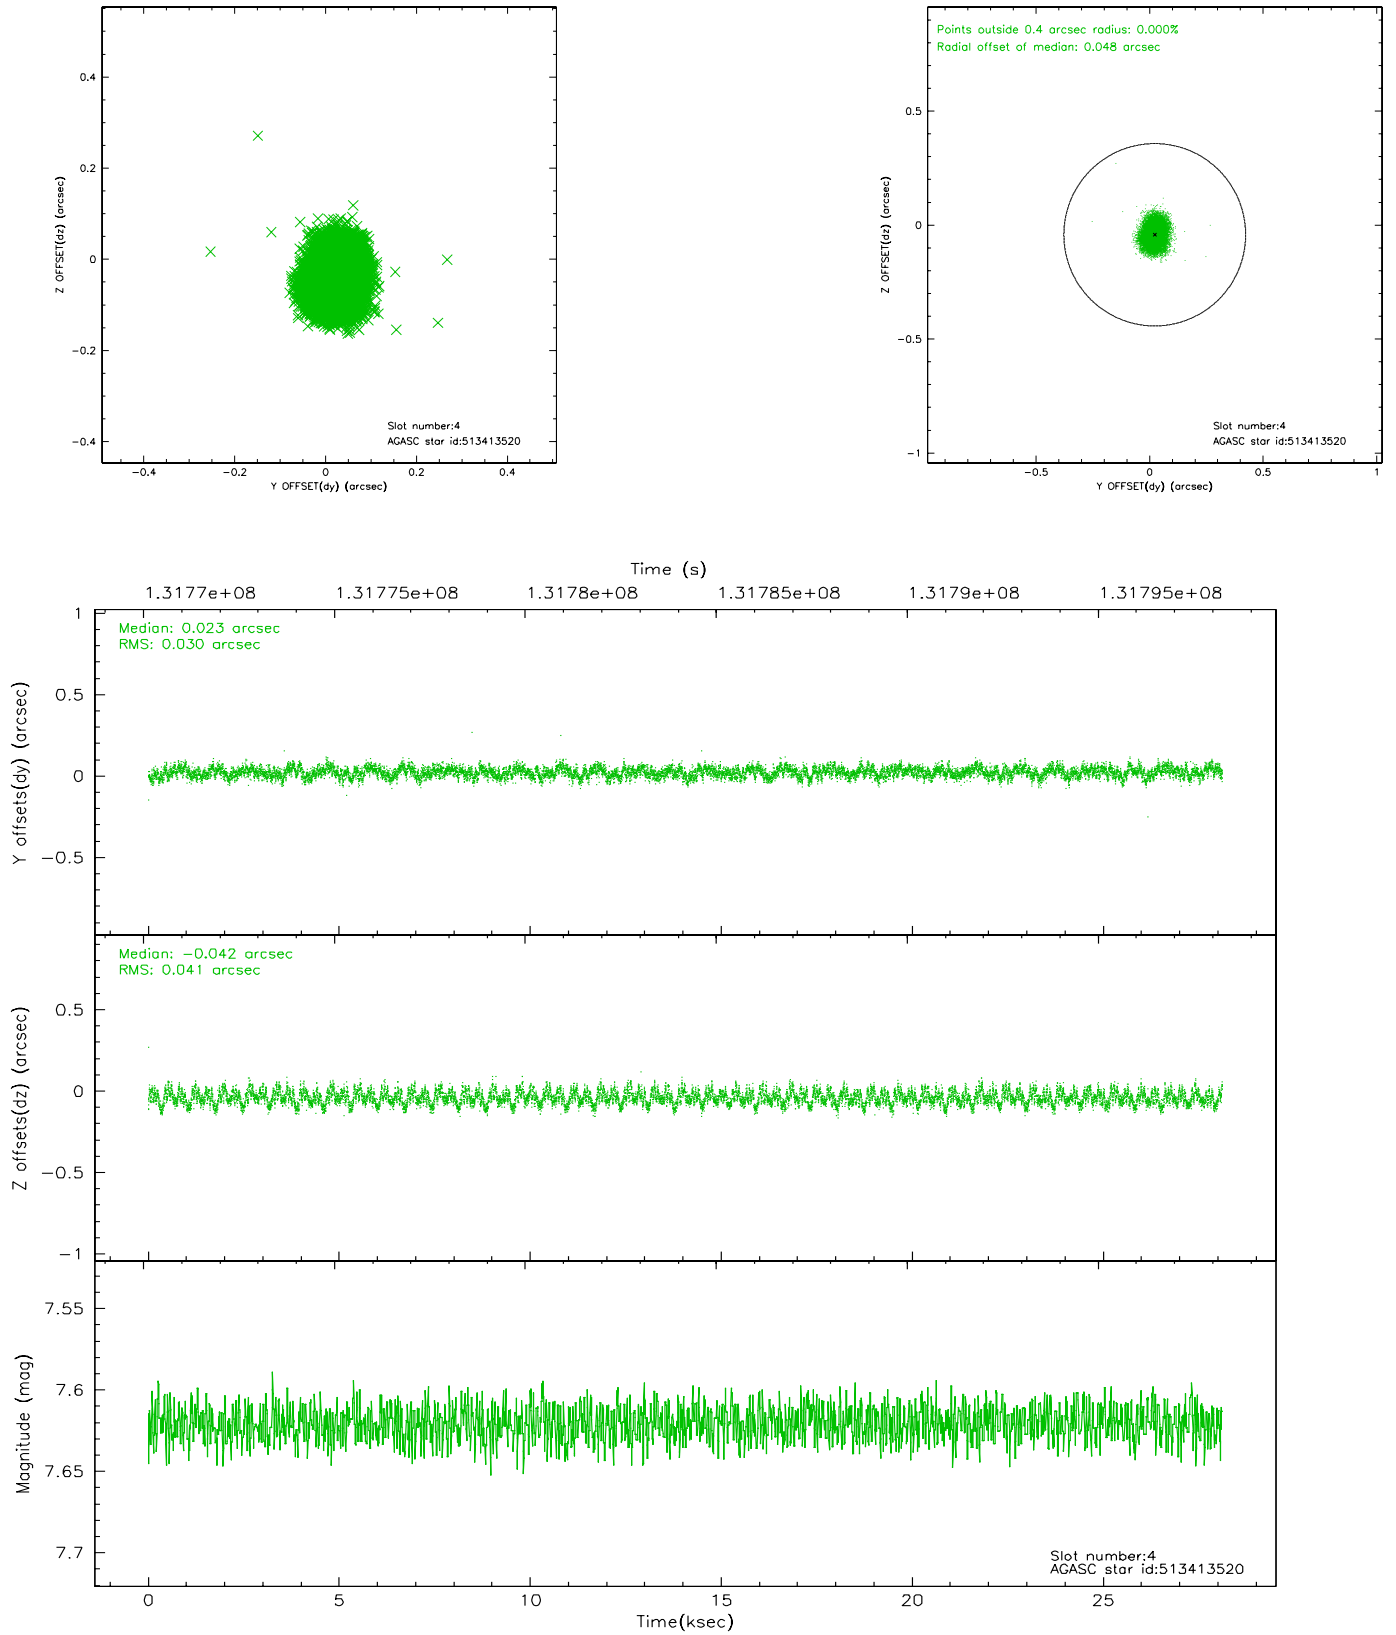 0.4
0.2
0
−0.2
−0.4
Z OFFSET(dz) (arcsec)
Slot number:4
AGASC star id:513413520
−0.4 −0.2 0 0.2 0.4
Y OFFSET(dy) (arcsec)
Points outside 0.4 arcsec radius: 0.000%
Radial offset of median: 0.048 arcsec
0.5
0
−0.5
−1
Z OFFSET(dz) (arcsec)
Slot number:4
AGASC star id:513413520
−0.5 0 0.5 1
Y OFFSET(dy) (arcsec)
Time (s)
1.3177e+08 1.31775e+08 1.3178e+08 1.31785e+08 1.3179e+08 1.31795e+08
Median: 0.023 arcsec
RMS: 0.030 arcsec
1
0.5
0
−0.5
Y offsets(dy) (arcsec)
Median: −0.042 arcsec
RMS: 0.041 arcsec
0.5
0
−0.5
−1
Z offsets(dz) (arcsec)
7.55
7.6
7.65
7.7
Magnitude (mag)
Slot number:4
AGASC star id:513413520
0 5 10 15 20 25
Time(ksec)